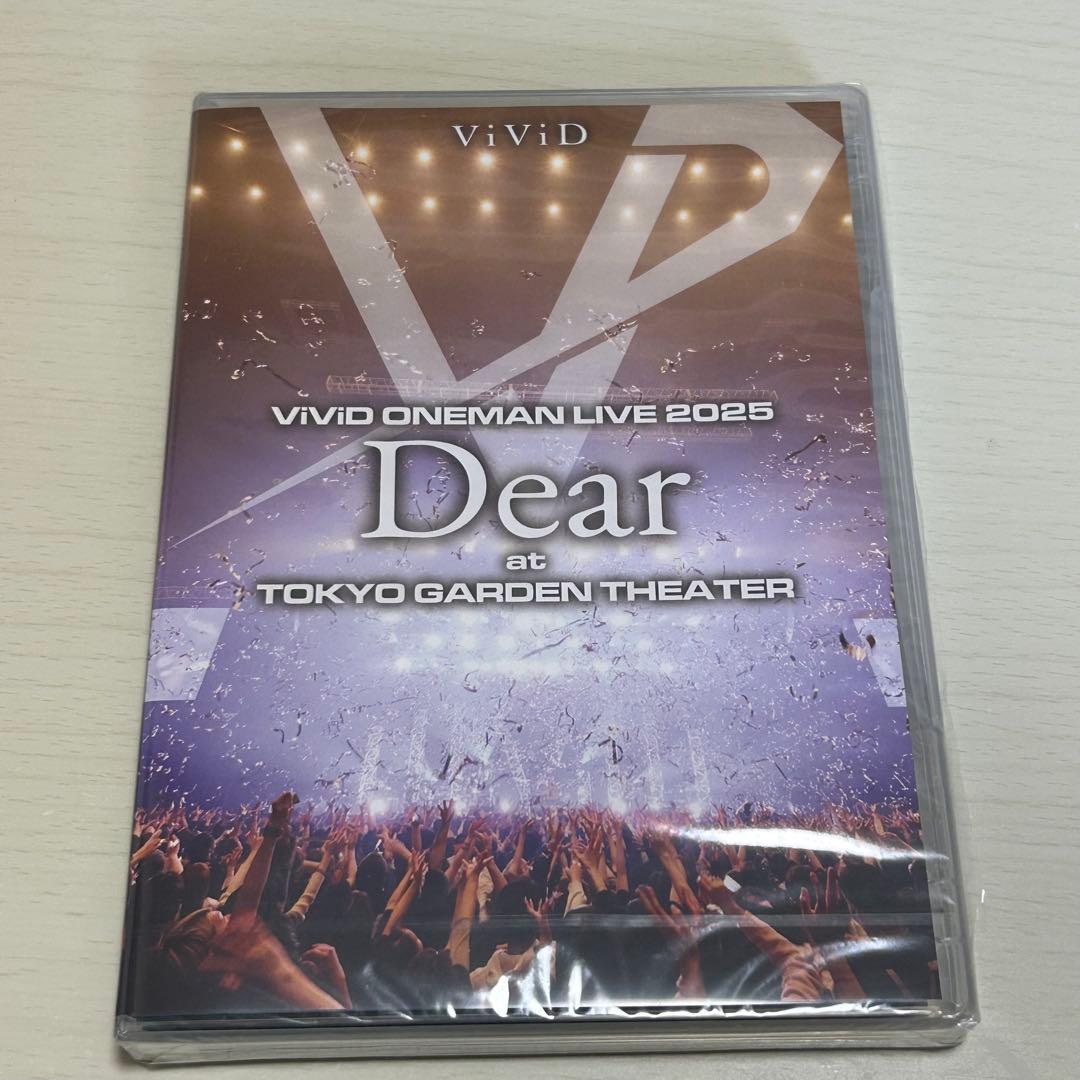 ViViD
ViViD ONEMAN LIVE 2025
Dear
at
TOKYO GARDEN THEATER